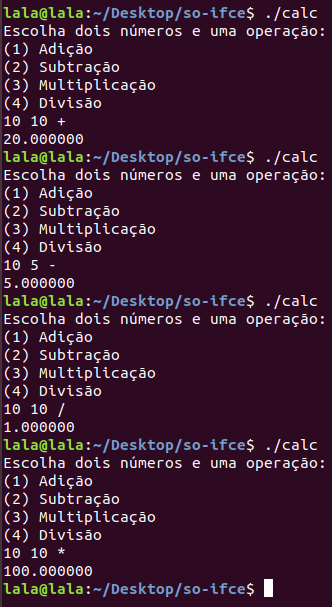 lala@lala:~/Desktop/so-ifce$ ./calc
Escolha dois números e uma operação:
(1) Adição
(2) Subtração
(3) Multiplicação
(4) Divisão
10 10 +
20.000000
lala@lala:~/Desktop/so-ifce$ ./calc
Escolha dois números e uma operação:
(1) Adição
(2) Subtração
(3) Multiplicação
(4) Divisão
10 5 -
5.000000
lala@lala:~/Desktop/so-ifce$ ./calc
Escolha dois números e uma operação:
(1) Adição
(2) Subtração
(3) Multiplicação
(4) Divisão
10 10 /
1.000000
lala@lala:~/Desktop/so-ifce$ ./calc
Escolha dois números e uma operação:
(1) Adição
(2) Subtração
(3) Multiplicação
(4) Divisão
10 10 *
100.000000
lala@lala:~/Desktop/so-ifce$